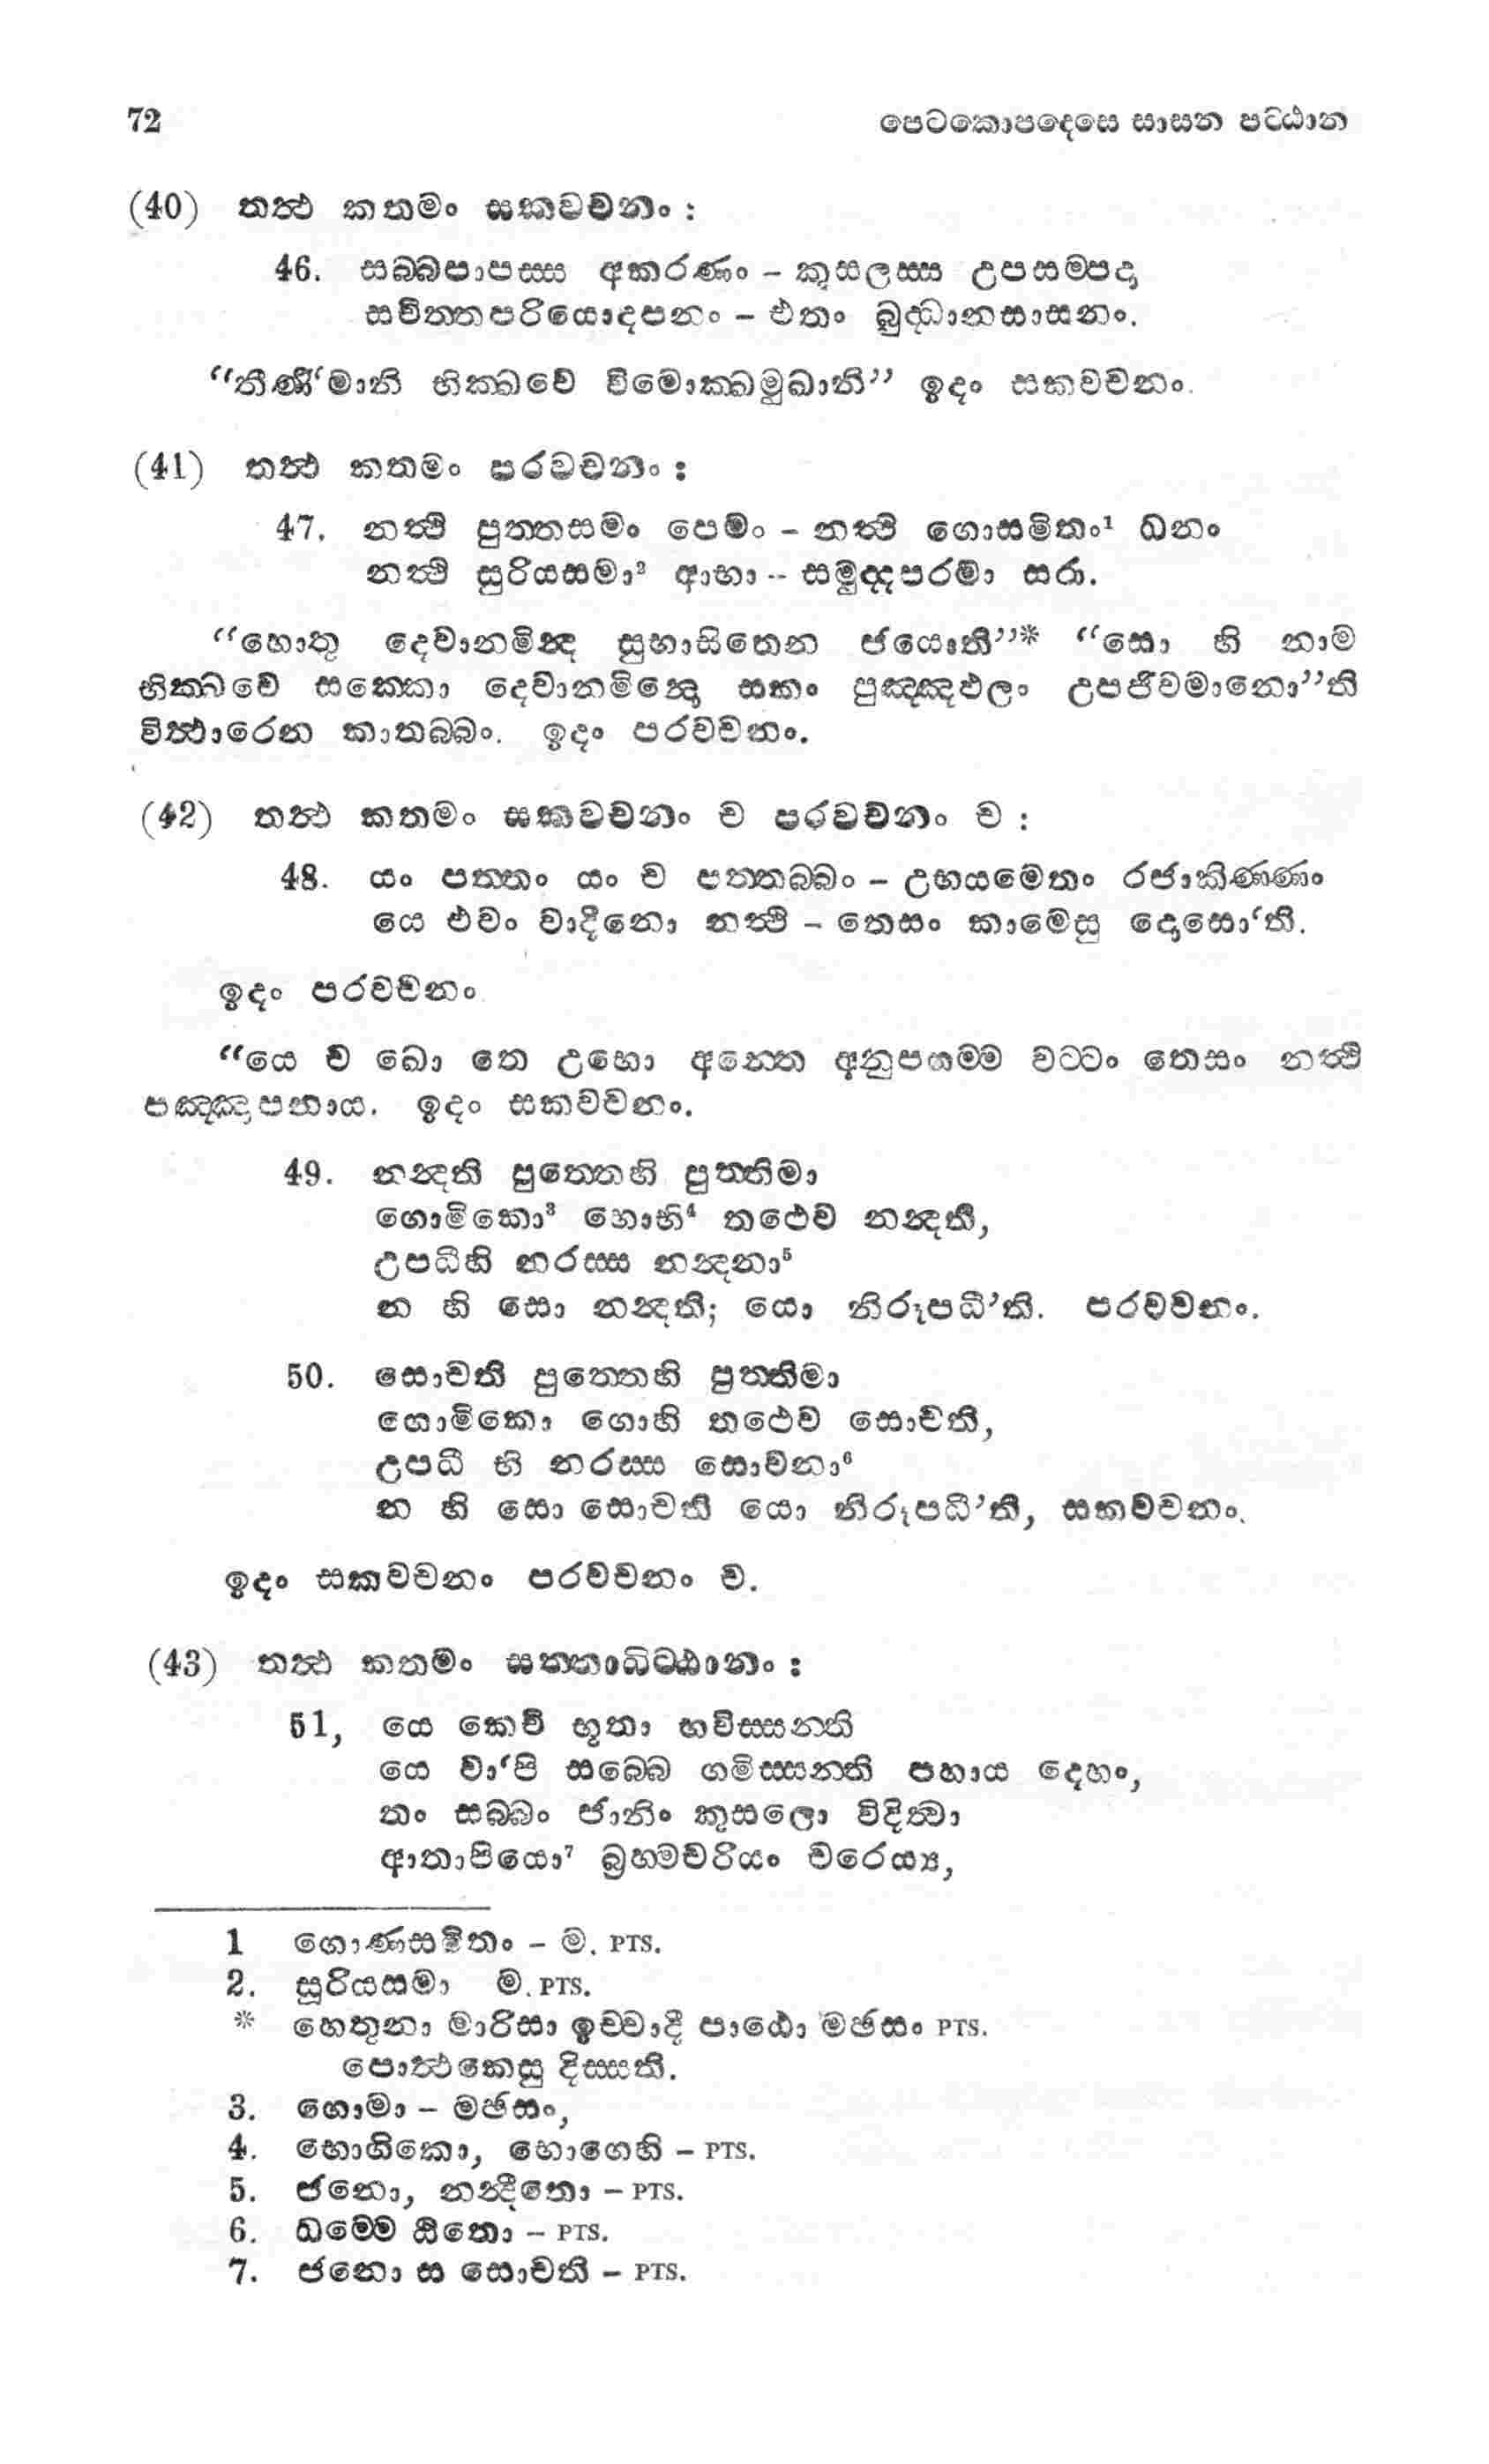 72 පෙටකොපදෙසෙ සාසන පට්ඨාන
(40) තත්‍ථ කතමං සකවචනං :
46. සබ්බපාපස්ස අකරණං – කුසලස්ස උපසම්පදා
සචිත්තපරියොදපනං – එතං බුද්ධානසාසනං.
“තීණි‘මානි භික්ඛවේ විමොක්ඛමුඛානි” ඉදං සකවචනං.
(41) තත්‍ථ කතමං පරවචනං :
47. නත්‍ථි පුත්තසමං පෙමං – නත්‍ථි ගොසමිතං¹ ධනං
නත්‍ථි සුරියසමා² ආභා -- සමුද්දපරමා සරා.
“හොතු දෙවානමින්‍ද සුභාසිතෙන ජයොති”* “සො හි නාම
භික්ඛවේ සක්කො දෙවානමින්‍දො සකං පුඤ්ඤඵලං උපජීවමානො”ති
විත්‍ථාරෙන කාතබ්බං. ඉදං පරවචනං.
(42) තත්‍ථ කතමං සකවචනං ච පරවචනං ච :
48. යං පත්තං යං ච පත්තබ්බං – උභයමෙතං රජාකිණ්ණං
යෙ එවං වාදිනො නත්‍ථි – තෙසං කාමෙසු දොසො‘ති.
ඉදං පරවචනං
“යෙ ච ඛො තෙ උභො අන්තෙ අනුපගම්ම වට්ටං තෙසං නත්‍ථි
පඤ්ඤාපනාය. ඉදං සකවචනං.
49. නන්‍දති පුත්තෙහි පුත්තිමා
ගොමිකො³ හොහි⁴ තථෙව නන්‍දති,
උපධීහි නරස්ස නන්‍දනා⁵
න හි සො නන්‍දති; යො නිරූපධී’ති. පරවචනං.
50. සොචති පුත්තෙහි පුත්තිමා
ගොමිකො ගොහි තථෙව සොචති,
උපධී හි නරස්ස සොචනා⁶
න හි සො සොචති යො නිරූපධී’ති, සකවචනං.
ඉදං සකවචනං පරවචනං ච.
(43) තත්‍ථ කතමං සත්තාධිට්ඨානං :
51, යෙ කෙචි භූතා භවිස්සන්ති
යෙ වා‘පි සබ්බෙ ගමිස්සන්ති පහාය දෙහං,
තං සබ්බං ජානිං කුසලො විදිත්‍වා
ආතාපියො⁷ බ්‍රහ්මචරියං චරෙය්‍ය,
1 ගොණසමිතං – ම. PTS.
2. සූරියසමා ම. PTS.
* හෙතුනා මාරිසා ඉච්චාදි පාඨො මඡසං PTS.
පොත්‍ථකෙසු දිස්සති.
3. ගොමා – මඡසං,
4. භොගිකො, භොගෙහි – PTS.
5. ජනො, නන්‍දිතො – PTS.
6. ධම්මෙ ඨිතො – PTS.
7. ජනො ස සොචති – PTS.